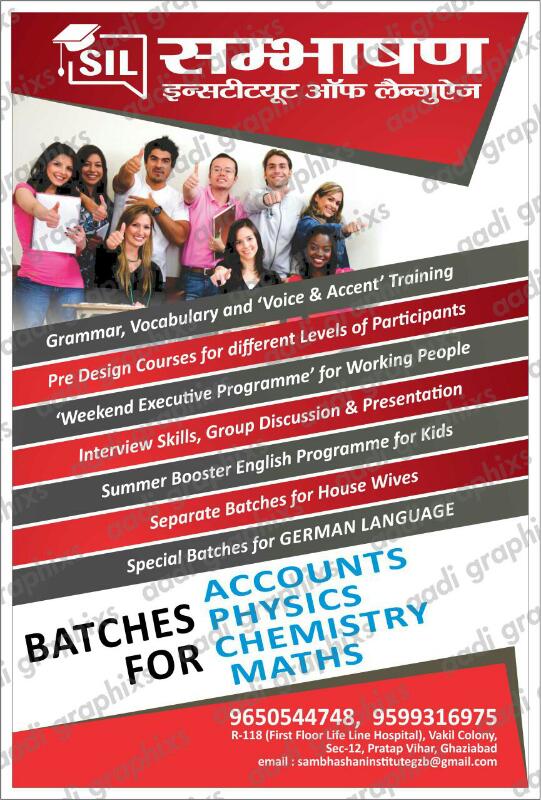 SIL
सम्भाषण
इन्सटीटयूट ऑफ लैन्गुऐज
Grammar, Vocabulary and ‘Voice & Accent’ Training
Pre Design Courses for different Levels of Participants
‘Weekend Executive Programme’ for Working People
Interview Skills, Group Discussion & Presentation
Summer Booster English Programme for Kids
Separate Batches for House Wives
Special Batches for GERMAN LANGUAGE
BATCHES FOR
ACCOUNTS
PHYSICS
CHEMISTRY
MATHS
9650544748, 9599316975
R-118 (First Floor Life Line Hospital), Vakil Colony,
Sec-12, Pratap Vihar, Ghaziabad
email : sambhashaninstitutegzb@gmail.com
aadi graphixs